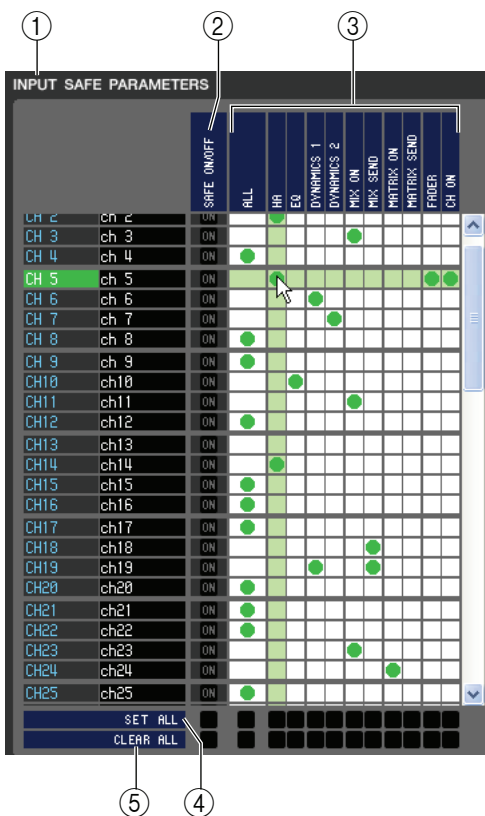 1 2 3
INPUT SAFE PARAMETERS
SAFE ON/OFF ALL HA EQ DYNAMICS 1 DYNAMICS 2 MIX ON MIX SEND MATRIX ON MATRIX SEND FADER CH ON
CH 2 ch 2 ON
CH 3 ch 3 ON
CH 4 ch 4 ON
CH 5 ch 5 ON
CH 6 ch 6 ON
CH 7 ch 7 ON
CH 8 ch 8 ON
CH 9 ch 9 ON
CH10 ch10 ON
CH11 ch11 ON
CH12 ch12 ON
CH13 ch13 ON
CH14 ch14 ON
CH15 ch15 ON
CH16 ch16 ON
CH17 ch17 ON
CH18 ch18 ON
CH19 ch19 ON
CH20 ch20 ON
CH21 ch21 ON
CH22 ch22 ON
CH23 ch23 ON
CH24 ch24 ON
CH25 ch25 ON
SET ALL
CLEAR ALL
5 4